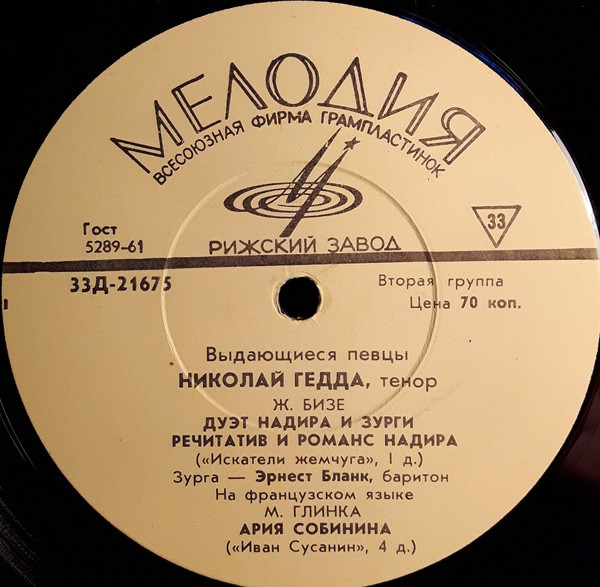 МЕЛОДИЯ
ВСЕСОЮЗНАЯ ФИРМА ГРАМПЛАСТИНОК
РИЖСКИЙ ЗАВОД
Гост
5289-61
33
33Д-21675
Вторая группа
Цена 70 коп.
Выдающиеся певцы
НИКОЛАЙ ГЕДДА, тенор
Ж. БИЗЕ
ДУЭТ НАДИРА И ЗУРГИ
РЕЧИТАТИВ И РОМАНС НАДИРА
(«Искатели жемчуга», I д.)
Зурга — Эрнест Бланк, баритон
На французском языке
М. ГЛИНКА
АРИЯ СОБИНИНА
(«Иван Сусанин», 4 д.)